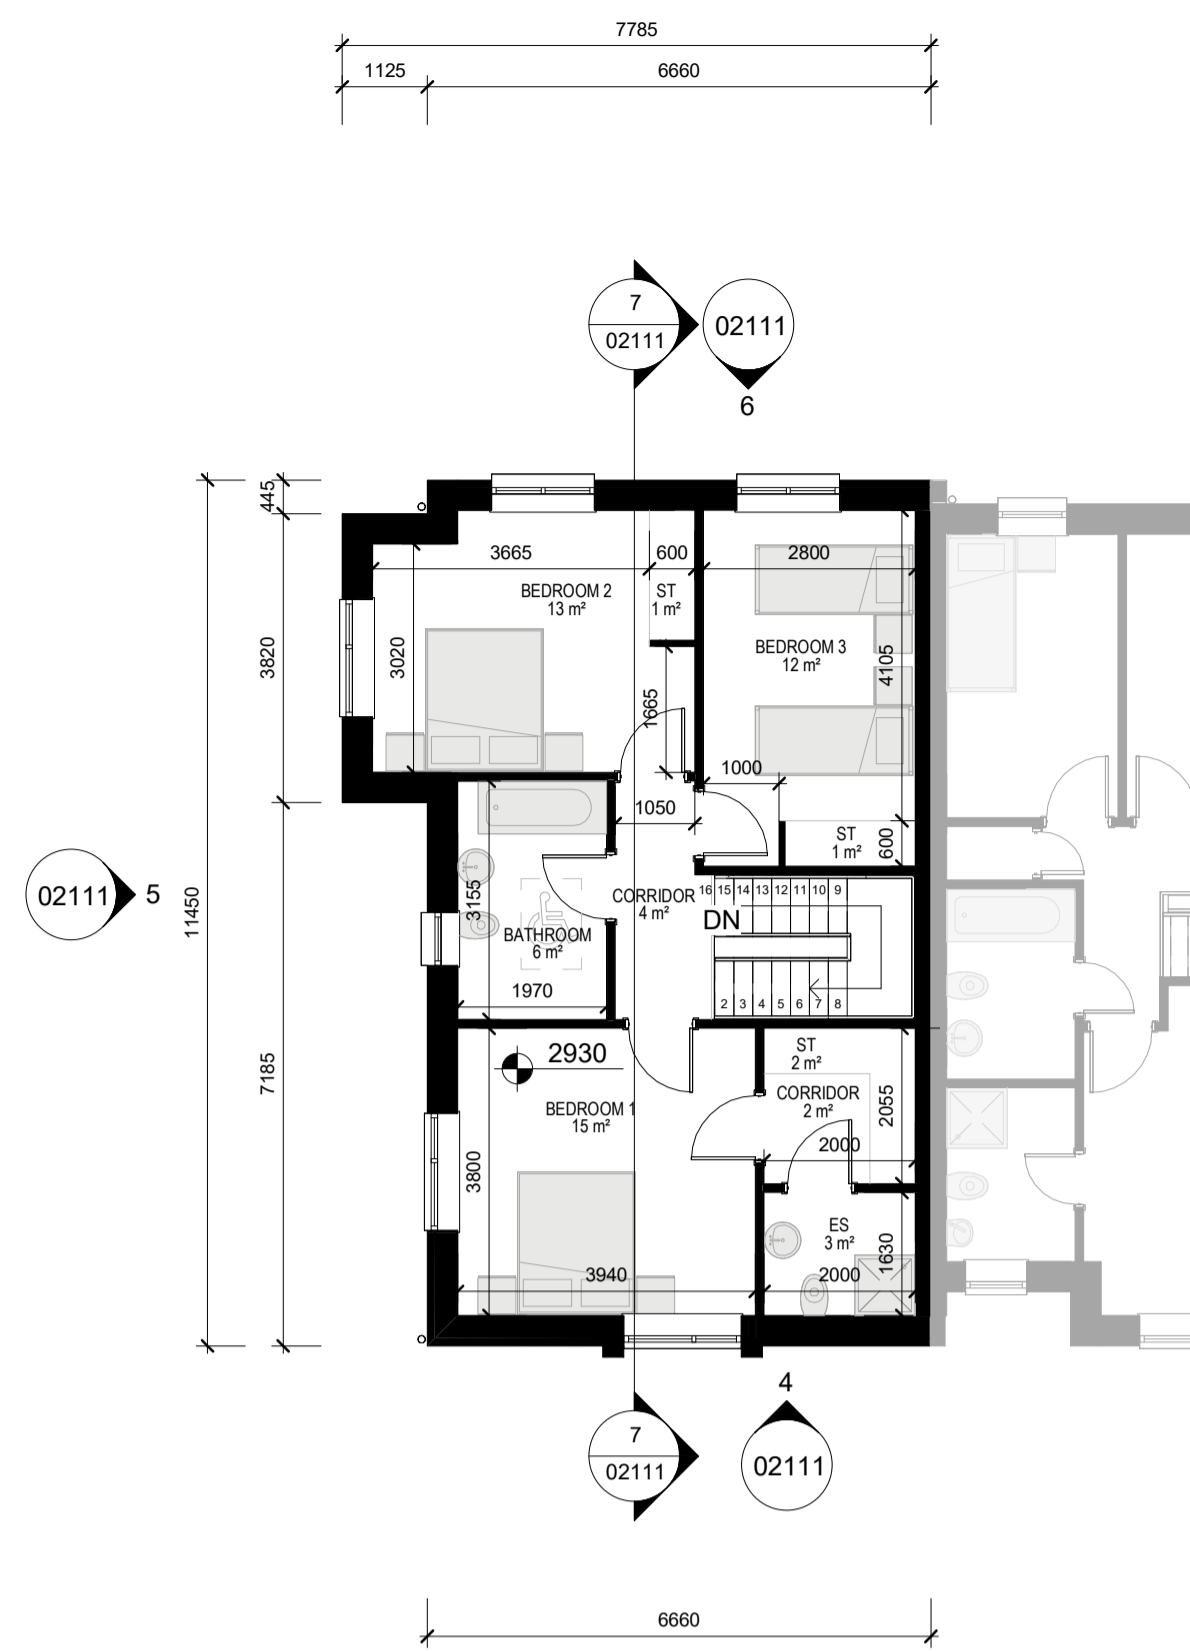 7785
1125
6660
7
02111
02111
6
445
3665
600
2800
BEDROOM 2
13 m²
ST
1 m²
3820
3020
BEDROOM 3
12 m²
4105
1665
1000
1050
ST
1 m²
600
02111
5
11450
3155
CORRIDOR
4 m²
16 15 14 13 12 11 10 9
DN
BATHROOM
6 m²
1970
2 3 4 5 6 7 8
2930
ST
2 m²
7185
BEDROOM 1
15 m²
CORRIDOR
2 m²
2055
2000
3800
ES
3 m²
1630
3940
2000
4
7
02111
02111
6660